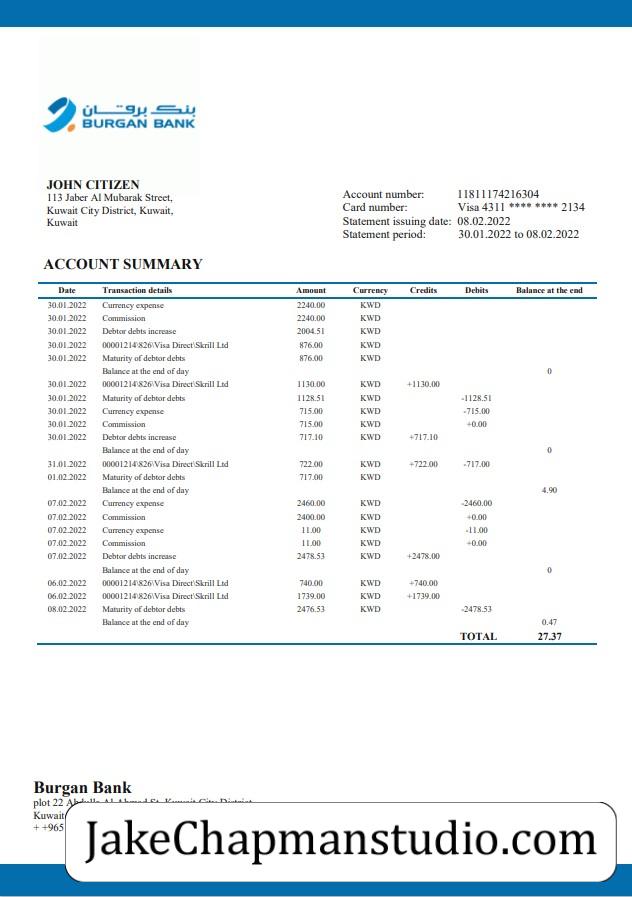 بنك برقان
BURGAN BANK
JOHN CITIZEN
113 Jaber Al Mubarak Street,
Kuwait City District, Kuwait,
Kuwait
Account number: 11811174216304
Card number: Visa 4311 **** **** 2134
Statement issuing date: 08.02.2022
Statement period: 30.01.2022 to 08.02.2022
ACCOUNT SUMMARY
Date Transaction details Amount Currency Credits Debits Balance at the end
30.01.2022 Currency expense 2240.00 KWD
30.01.2022 Commission 2240.00 KWD
30.01.2022 Debtor debts increase 2004.51 KWD
30.01.2022 00001214\826\Visa Direct\Skrill Ltd 876.00 KWD
30.01.2022 Maturity of debtor debts 876.00 KWD
Balance at the end of day 0
30.01.2022 00001214\826\Visa Direct\Skrill Ltd 1130.00 KWD +1130.00
30.01.2022 Maturity of debtor debts 1128.51 KWD -1128.51
30.01.2022 Currency expense 715.00 KWD -715.00
30.01.2022 Commission 715.00 KWD +0.00
30.01.2022 Debtor debts increase 717.10 KWD +717.10
Balance at the end of day 0
31.01.2022 00001214\826\Visa Direct\Skrill Ltd 722.00 KWD +722.00 -717.00
01.02.2022 Maturity of debtor debts 717.00 KWD
Balance at the end of day 4.90
07.02.2022 Currency expense 2460.00 KWD -2460.00
07.02.2022 Commission 2400.00 KWD +0.00
07.02.2022 Currency expense 11.00 KWD -11.00
07.02.2022 Commission 11.00 KWD +0.00
07.02.2022 Debtor debts increase 2478.53 KWD +2478.00
Balance at the end of day 0
06.02.2022 00001214\826\Visa Direct\Skrill Ltd 740.00 KWD +740.00
06.02.2022 00001214\826\Visa Direct\Skrill Ltd 1739.00 KWD +1739.00
08.02.2022 Maturity of debtor debts 2476.53 KWD -2478.53
Balance at the end of day 0.47
TOTAL 27.37
Burgan Bank
plot 22
Kuwait
+ +965
JakeChapmanstudio.com